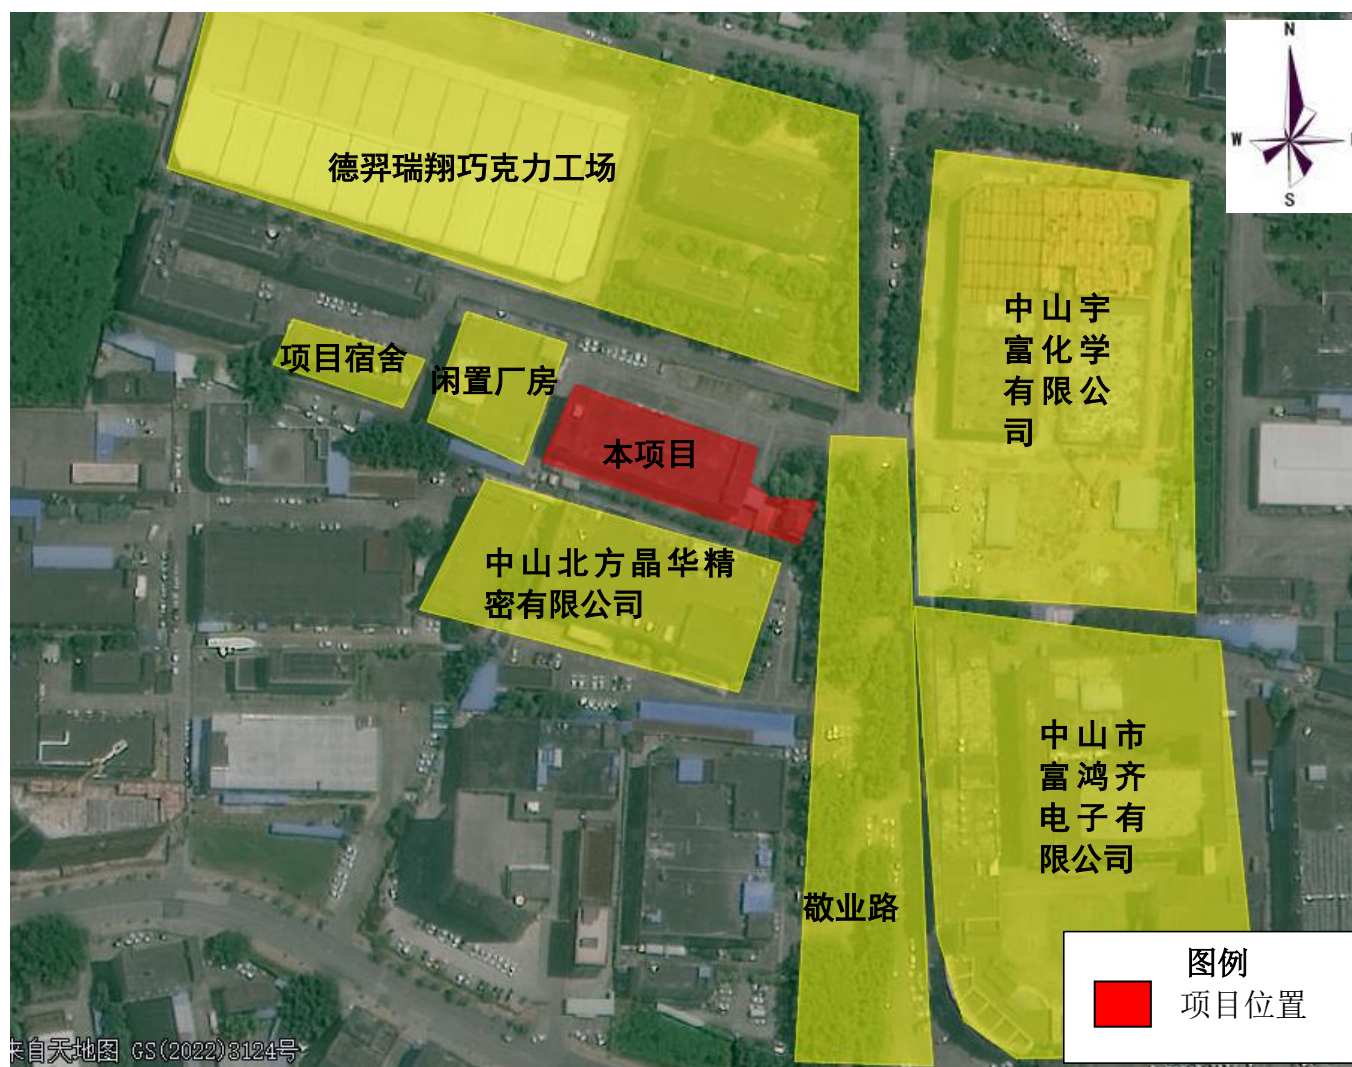 N
W
S
德羿瑞翔巧克力工场
中山宇
富化学
有限公
司
项目宿舍
闲置厂房
本项目
中山北方晶华精
密有限公司
中山市
富鸿齐
电子有
限公司
敬业路
图例
项目位置
来自天地图 GS(2022)3124号